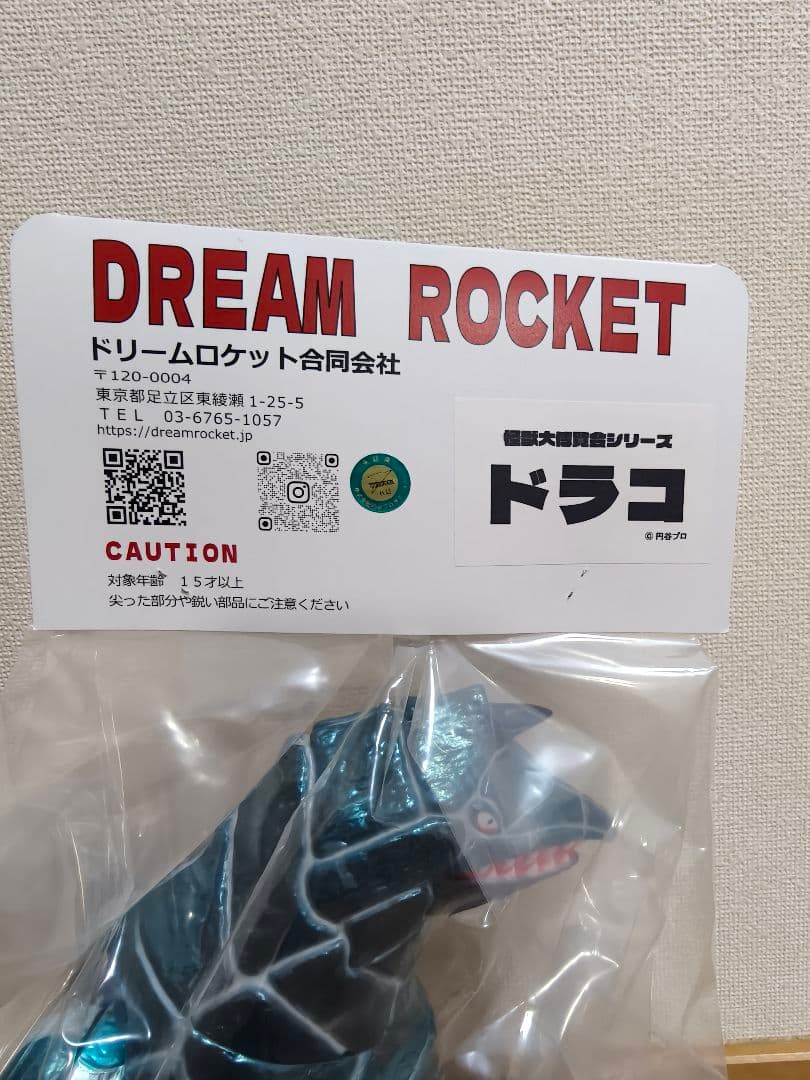 DREAM ROCKET
ドリームロケット合同会社
〒120-0004
東京都足立区東綾瀬1-25-5
ＴＥＬ　03-6765-1057
https://dreamrocket.jp
怪獣大博覧会シリーズ
ドラコ
© 円谷プロ
CAUTION
対象年齢　１５才以上
尖った部分や鋭い部品にご注意ください